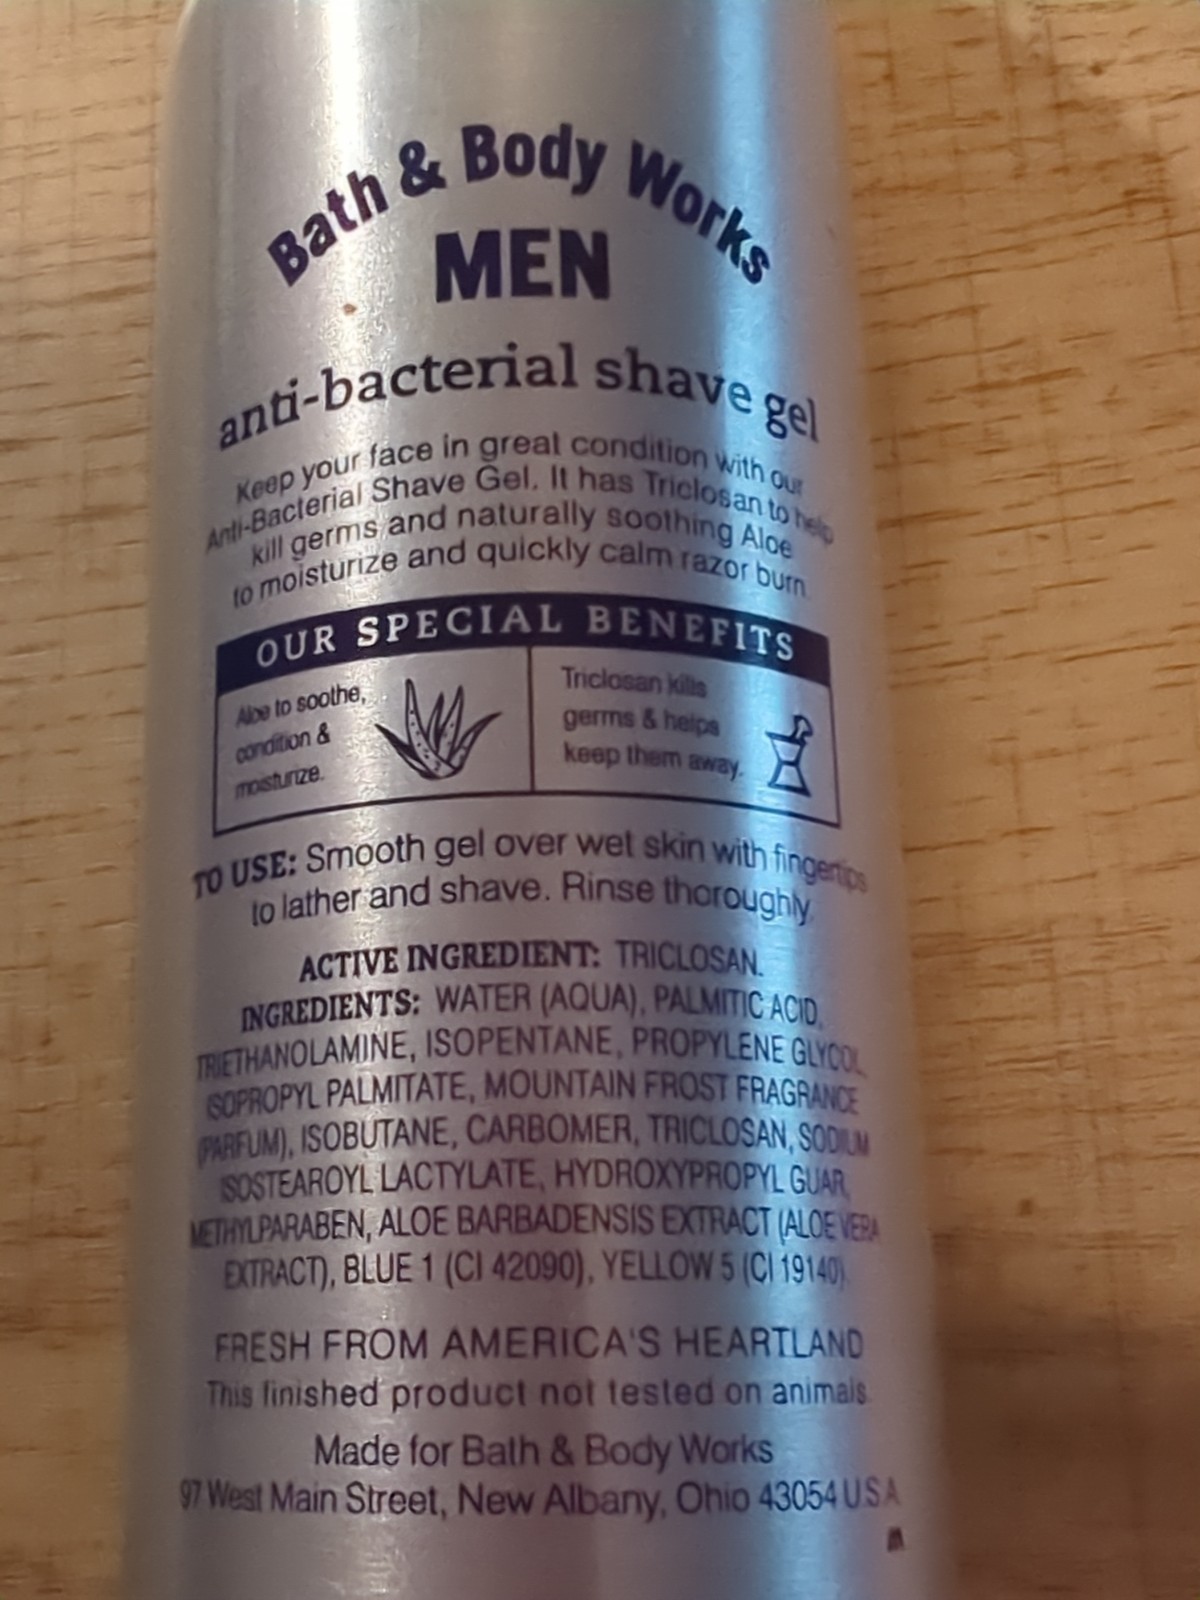 Bath & Body Works
MEN
anti-bacterial shave gel
Keep your face in great condition with our
Anti-Bacterial Shave Gel. It has Triclosan to help
kill germs and naturally soothing Aloe
to moisturize and quickly calm razor burn.
OUR SPECIAL BENEFITS
Aloe to soothe,
condition &
moisturize.
Triclosan kills
germs & helps
keep them away.
TO USE: Smooth gel over wet skin with fingertips
to lather and shave. Rinse thoroughly.
ACTIVE INGREDIENT: TRICLOSAN.
INGREDIENTS: WATER (AQUA), PALMITIC ACID,
TRIETHANOLAMINE, ISOPENTANE, PROPYLENE GLYCOL,
ISOPROPYL PALMITATE, MOUNTAIN FROST FRAGRANCE
(PARFUM), ISOBUTANE, CARBOMER, TRICLOSAN, SODIUM
ISOSTEAROYL LACTYLATE, HYDROXYPROPYL GUAR,
METHYLPARABEN, ALOE BARBADENSIS EXTRACT (ALOE VERA
EXTRACT), BLUE 1 (CI 42090), YELLOW 5 (CI 19140).
FRESH FROM AMERICA'S HEARTLAND
This finished product not tested on animals.
Made for Bath & Body Works
97 West Main Street, New Albany, Ohio 43054 USA